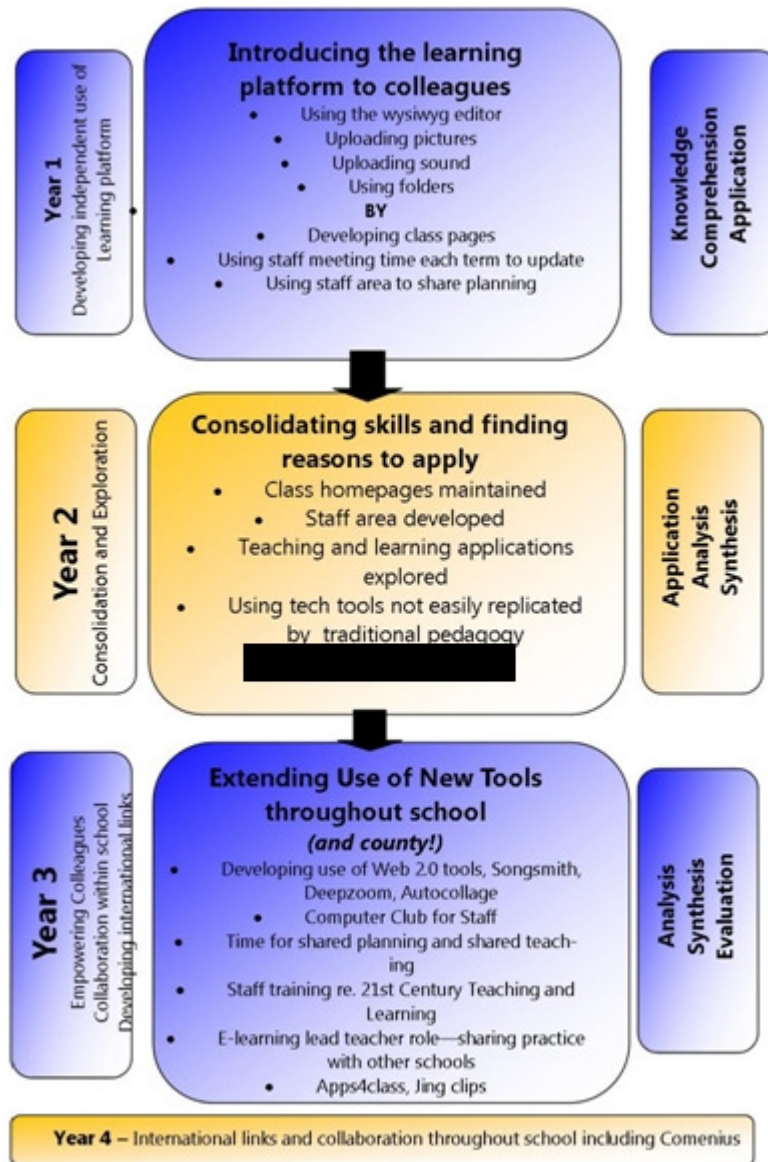 Year 1
Developing independent use of
Learning platform
Introducing the learning
platform to colleagues
• Using the wysiwyg editor
• Uploading pictures
• Uploading sound
• Using folders
• BY
• Developing class pages
• Using staff meeting time each term to update
• Using staff area to share planning
Knowledge
Comprehension
Application
Year 2
Consolidation and Exploration
Consolidating skills and finding
reasons to apply
• Class homepages maintained
• Staff area developed
• Teaching and learning applications
explored
• Using tech tools not easily replicated
by traditional pedagogy
Application
Analysis
Synthesis
Year 3
Empowering Colleagues
Collaboration within school
Developing international links
Extending Use of New Tools
throughout school
(and county!)
• Developing use of Web 2.0 tools, Songsmith,
Deepzoom, Autocollage
• Computer Club for Staff
• Time for shared planning and shared teach-
ing
• Staff training re. 21st Century Teaching and
Learning
• E-learning lead teacher role—sharing practice
with other schools
• Apps4class, Jing clips
Analysis
Synthesis
Evaluation
Year 4 – International links and collaboration throughout school including Comenius